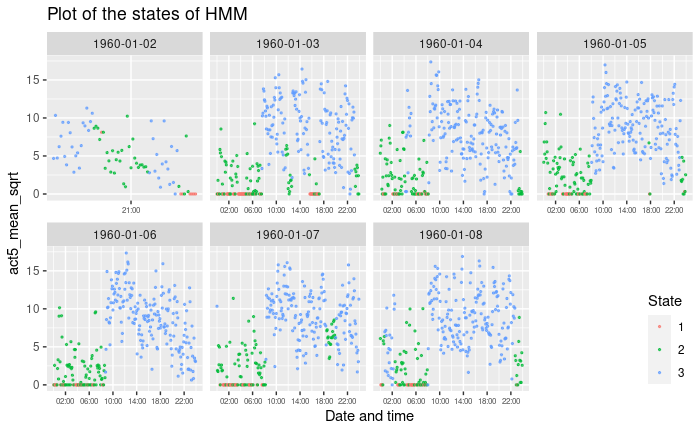 Plot of the states of HMM
1960-01-02 1960-01-03 1960-01-04 1960-01-05
act5_mean_sqrt
15
10
5
0
21:00 02:00 06:00 10:00 14:00 18:00 22:00 02:00 06:00 10:00 14:00 18:00 22:00 02:00 06:00 10:00 14:00 18:00 22:00
1960-01-06 1960-01-07 1960-01-08
15
10
5
0
02:00 06:00 10:00 14:00 18:00 22:00 02:00 06:00 10:00 14:00 18:00 22:00 02:00 06:00 10:00 14:00 18:00 22:00
Date and time
State
1
2
3